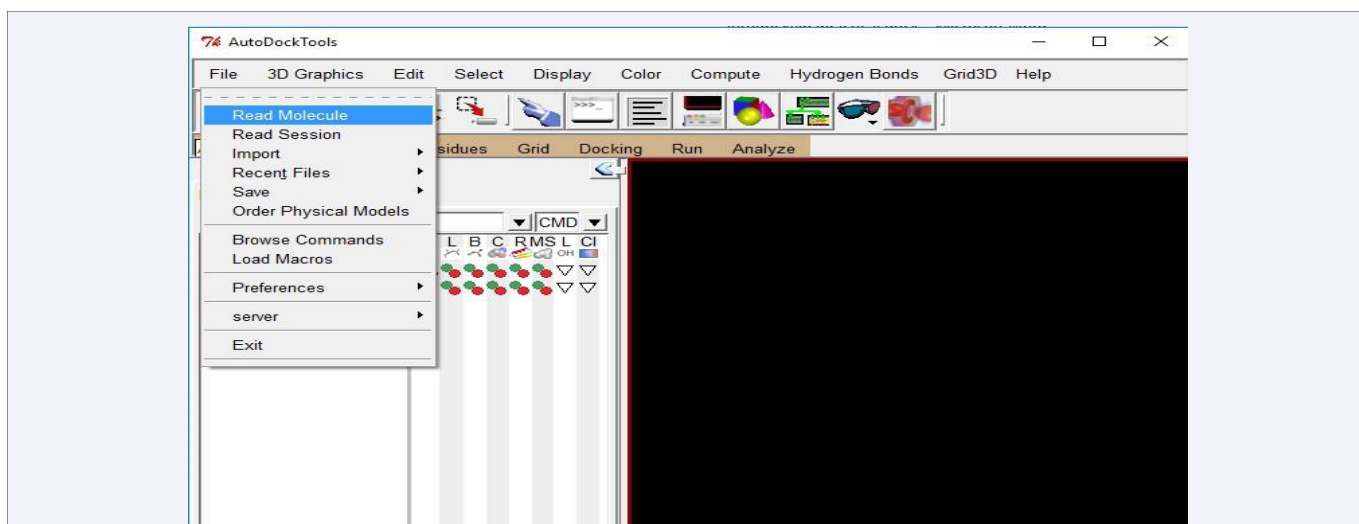 AutoDockTools
File 3D Graphics Edit Select Display Color Compute Hydrogen Bonds Grid3D Help
Read Molecule
Read Session
Import
Recent Files
Save
Order Physical Models
Browse Commands
Load Macros
Preferences
server
Exit
sidues Grid Docking Run Analyze
CMD
L B C R MS L Cl
OH